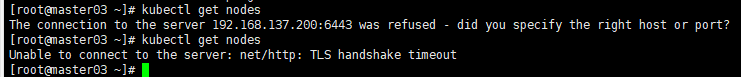 [root@master03 ~]# kubectl get nodes
The connection to the server 192.168.137.200:6443 was refused - did you specify the right host or port?
[root@master03 ~]# kubectl get nodes
Unable to connect to the server: net/http: TLS handshake timeout
[root@master03 ~]#